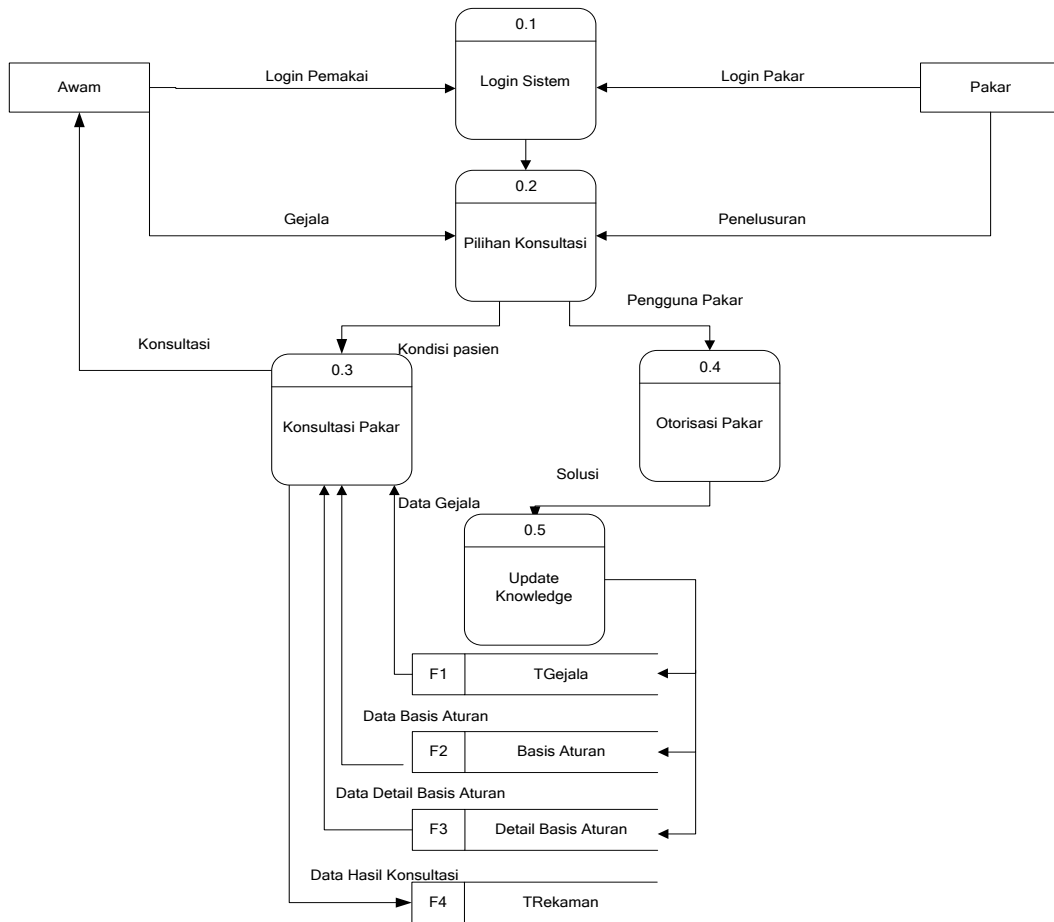 0.1
Login Pemakai
Login Pakar
Awam
Login Sistem
Pakar
0.2
Gejala
Penelusuran
Pilihan Konsultasi
Pengguna Pakar
Konsultasi
Kondisi pasien
0.3
0.4
Konsultasi Pakar
Otorisasi Pakar
Solusi
Data Gejala
0.5
Update
Knowledge
F1 TGejala
Data Basis Aturan
F2 Basis Aturan
Data Detail Basis Aturan
F3 Detail Basis Aturan
Data Hasil Konsultasi
F4 TRekaman